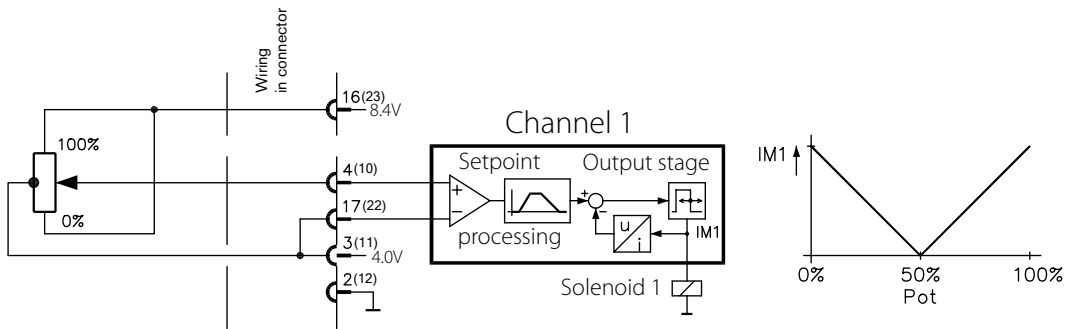 Wiring
in connector
16(23)
8.4V
100%
0%
4(10)
17(22)
3(11)
4.0V
2(12)
Channel 1
Setpoint
Output stage
+
−
+
−
processing
u
i
IM1
Solenoid 1
IM1
0%
50%
100%
Pot